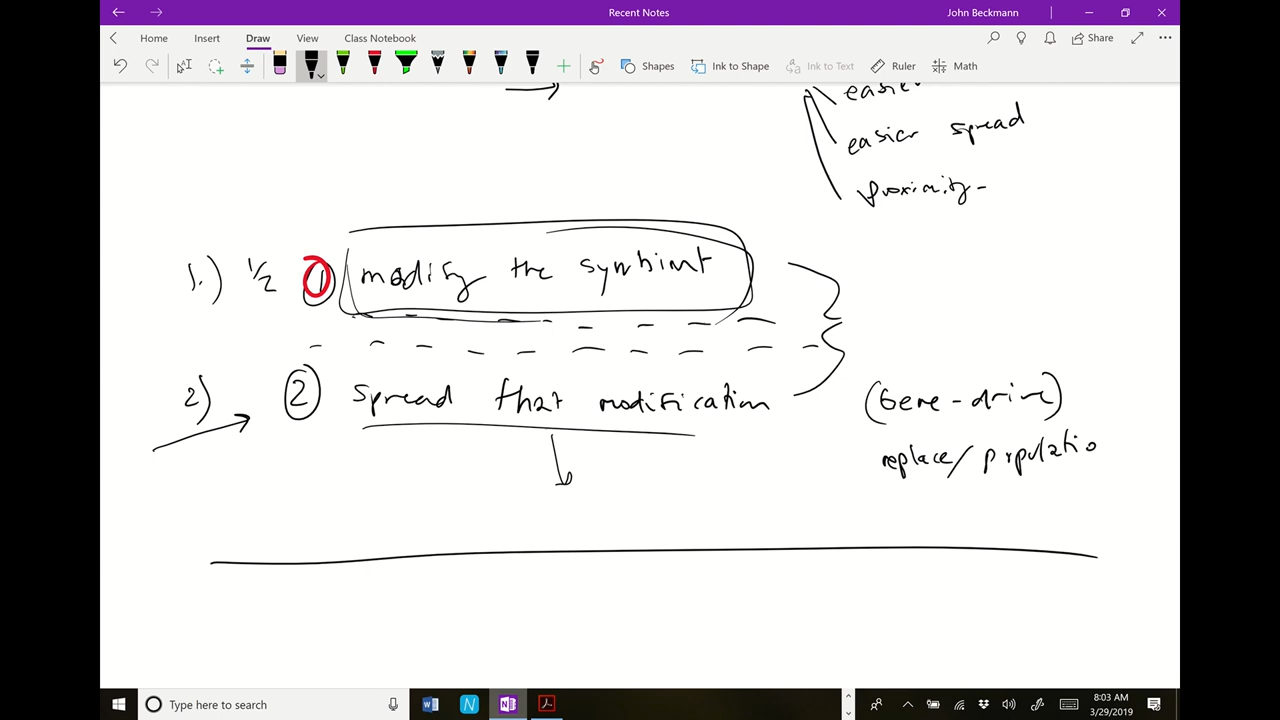 Recent Notes
John Beckmann
Home Insert Draw View Class Notebook
Share
Shapes
Ink to Shape
Ink to Text
Ruler
Math
easier
easier spread
proximity -
1.) 1/2 ① modify the symbiont
2) ② spread that modification
(Gene-drive)
replace/population
Type here to search
8:03 AM
3/29/2019